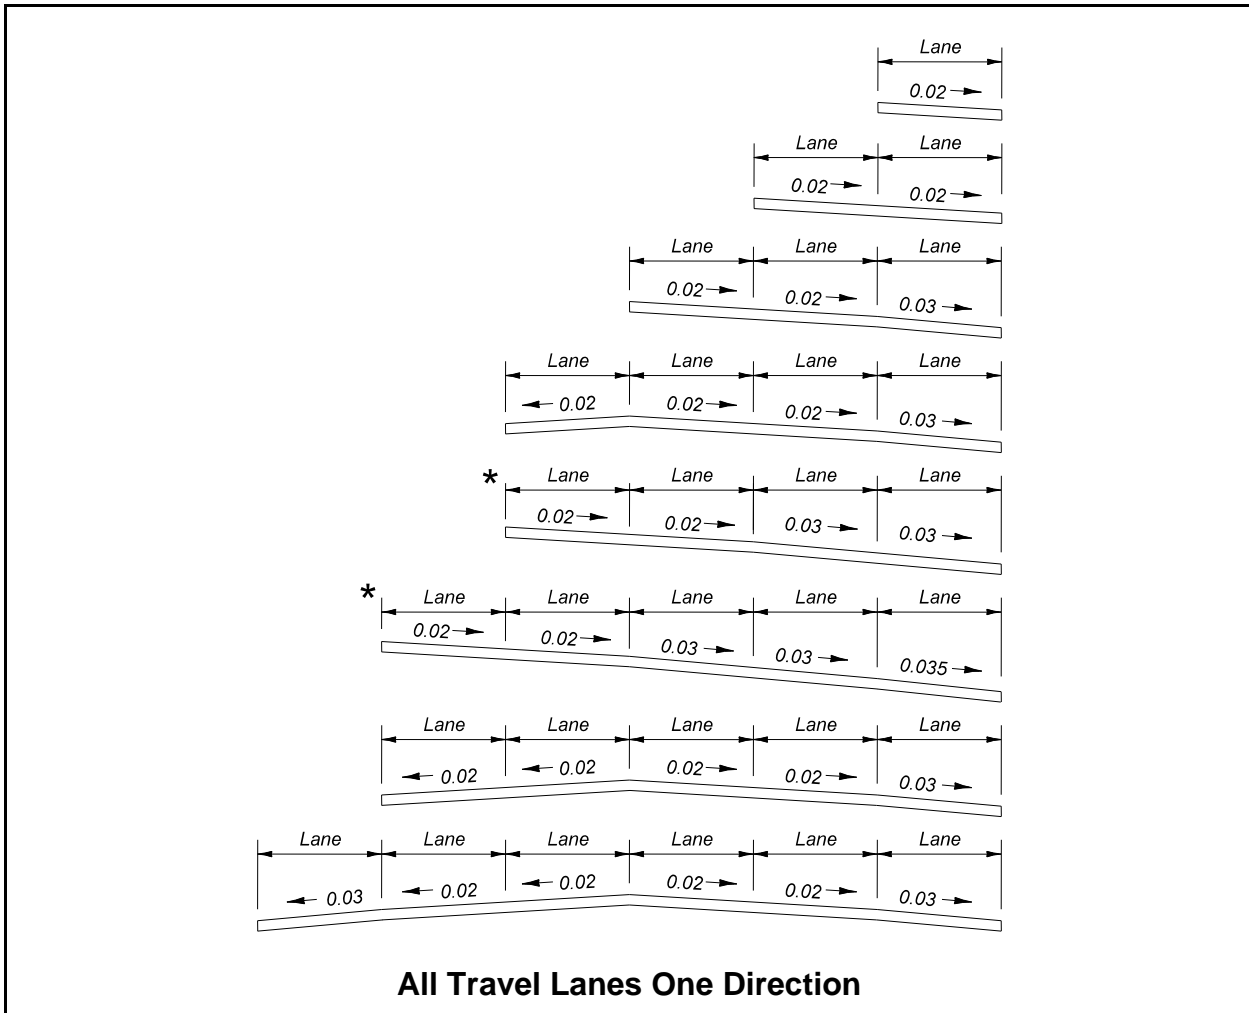 Lane
0.02
Lane Lane
0.02 0.02
Lane Lane Lane
0.02 0.02 0.03
Lane Lane Lane Lane
0.02 0.02 0.02 0.03
* Lane Lane Lane Lane
0.02 0.02 0.03 0.03
* Lane Lane Lane Lane Lane
0.02 0.02 0.03 0.03 0.035
Lane Lane Lane Lane Lane
0.02 0.02 0.02 0.02 0.03
Lane Lane Lane Lane Lane Lane
0.03 0.02 0.02 0.02 0.02 0.03
All Travel Lanes One Direction